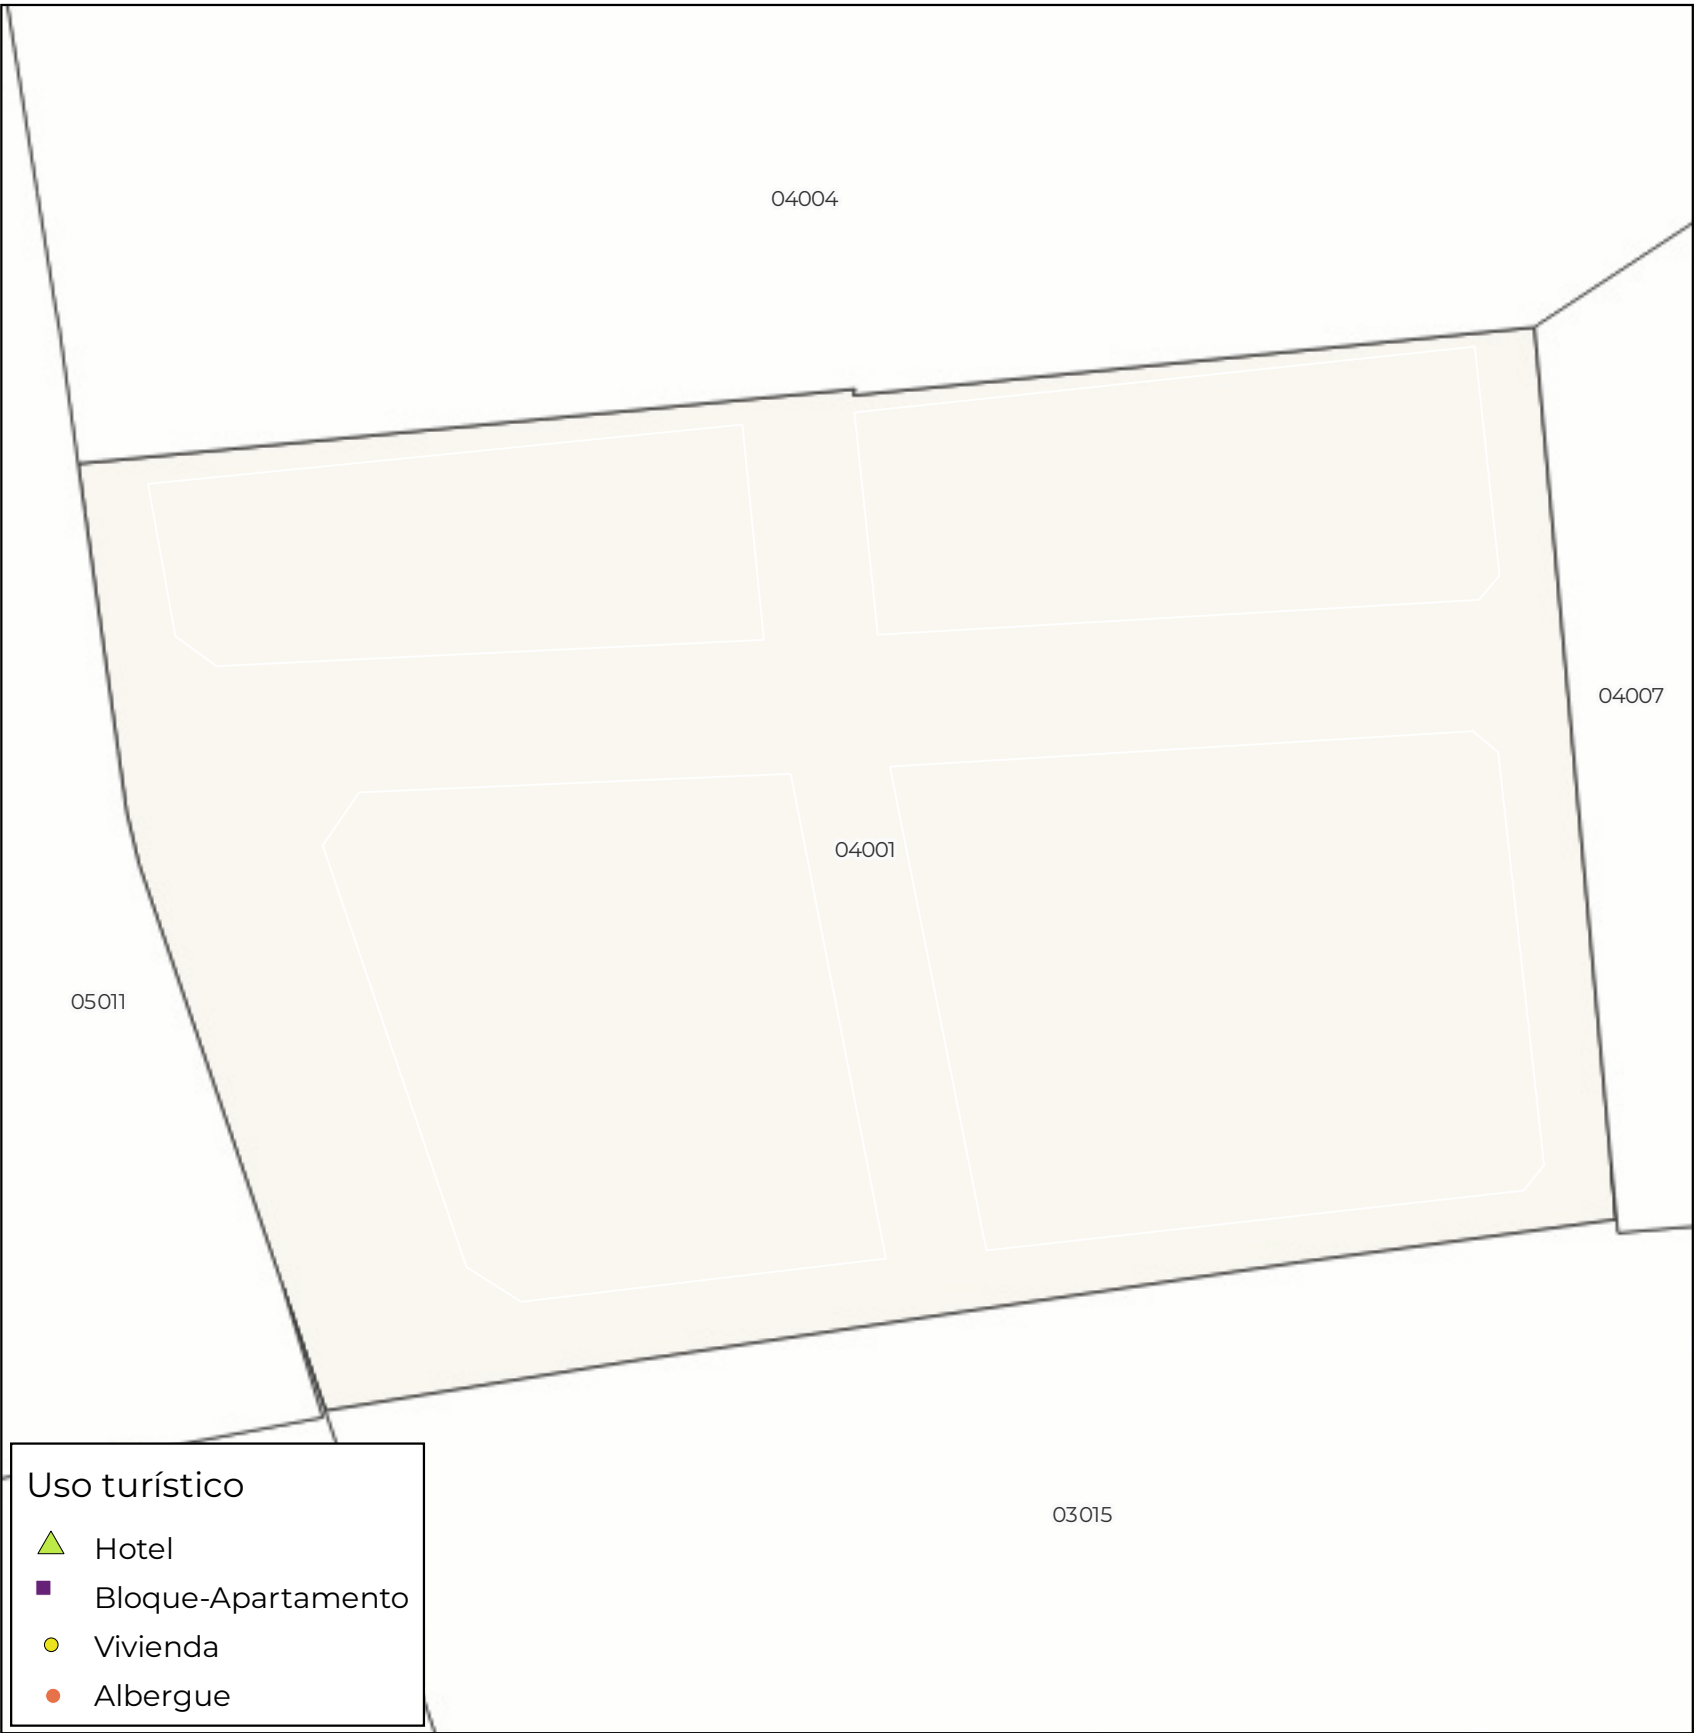 04004
04007
04001
05011
03015
Uso turístico
Hotel
Bloque-Apartamento
Vivienda
Albergue